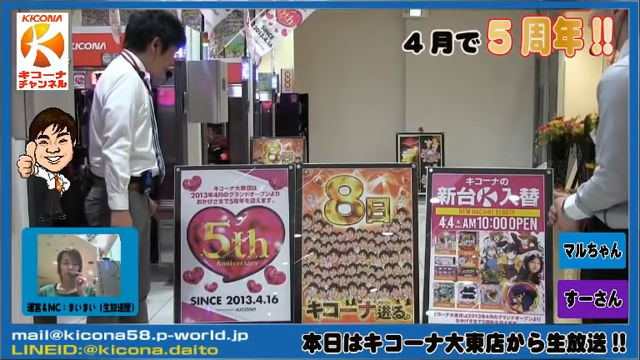 KICONA
キコーナ
チャンネル
4月で5周年!!
KICONA
5th
8日
キコーナ大東店は
2013年4月のグランドオープンより
おかげさまで5周年を迎えます。
5th
Anniversary
SINCE 2013.4.16
KICONA
8日
キコーナ選る。
キコーナの
新台入替
4.4 AM10:00 OPEN
マルちゃん
すーさん
運営&MC:まいまい(生放送歴)
mail@kicona58.p-world.jp
LINEID:@kicona.daito
本日はキコーナ大東店から生放送!!